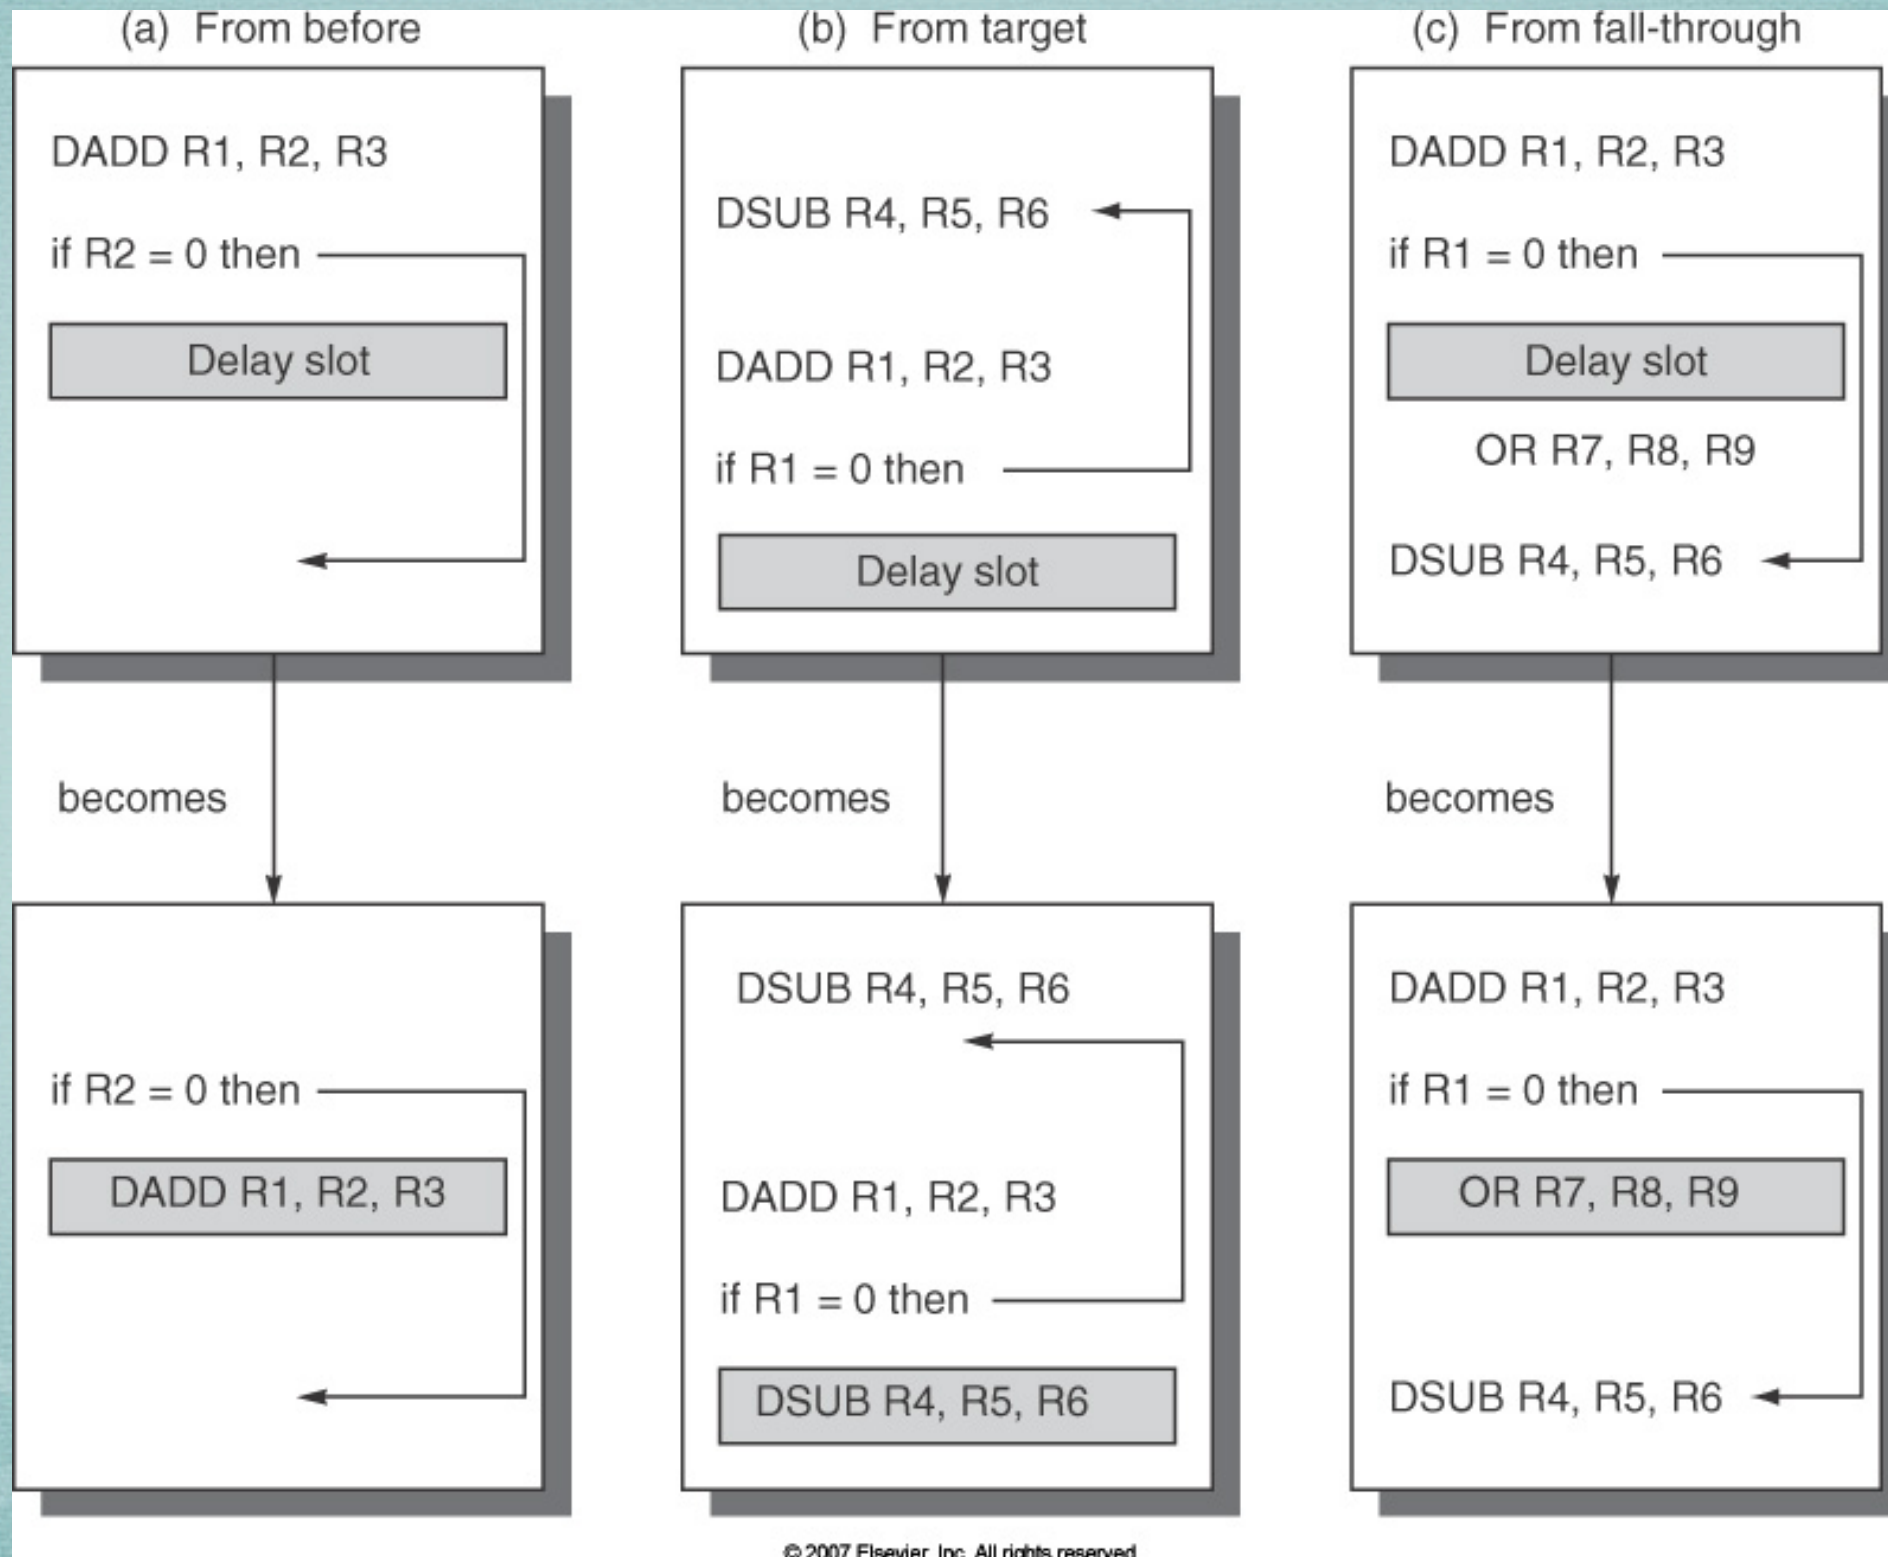 (a) From before
DADD R1, R2, R3
if R2 = 0 then
Delay slot
becomes
if R2 = 0 then
DADD R1, R2, R3
(b) From target
DSUB R4, R5, R6
DADD R1, R2, R3
if R1 = 0 then
Delay slot
becomes
DSUB R4, R5, R6
DADD R1, R2, R3
if R1 = 0 then
DSUB R4, R5, R6
(c) From fall-through
DADD R1, R2, R3
if R1 = 0 then
Delay slot
OR R7, R8, R9
DSUB R4, R5, R6
becomes
DADD R1, R2, R3
if R1 = 0 then
OR R7, R8, R9
DSUB R4, R5, R6
© 2007 Elsevier, Inc. All rights reserved.